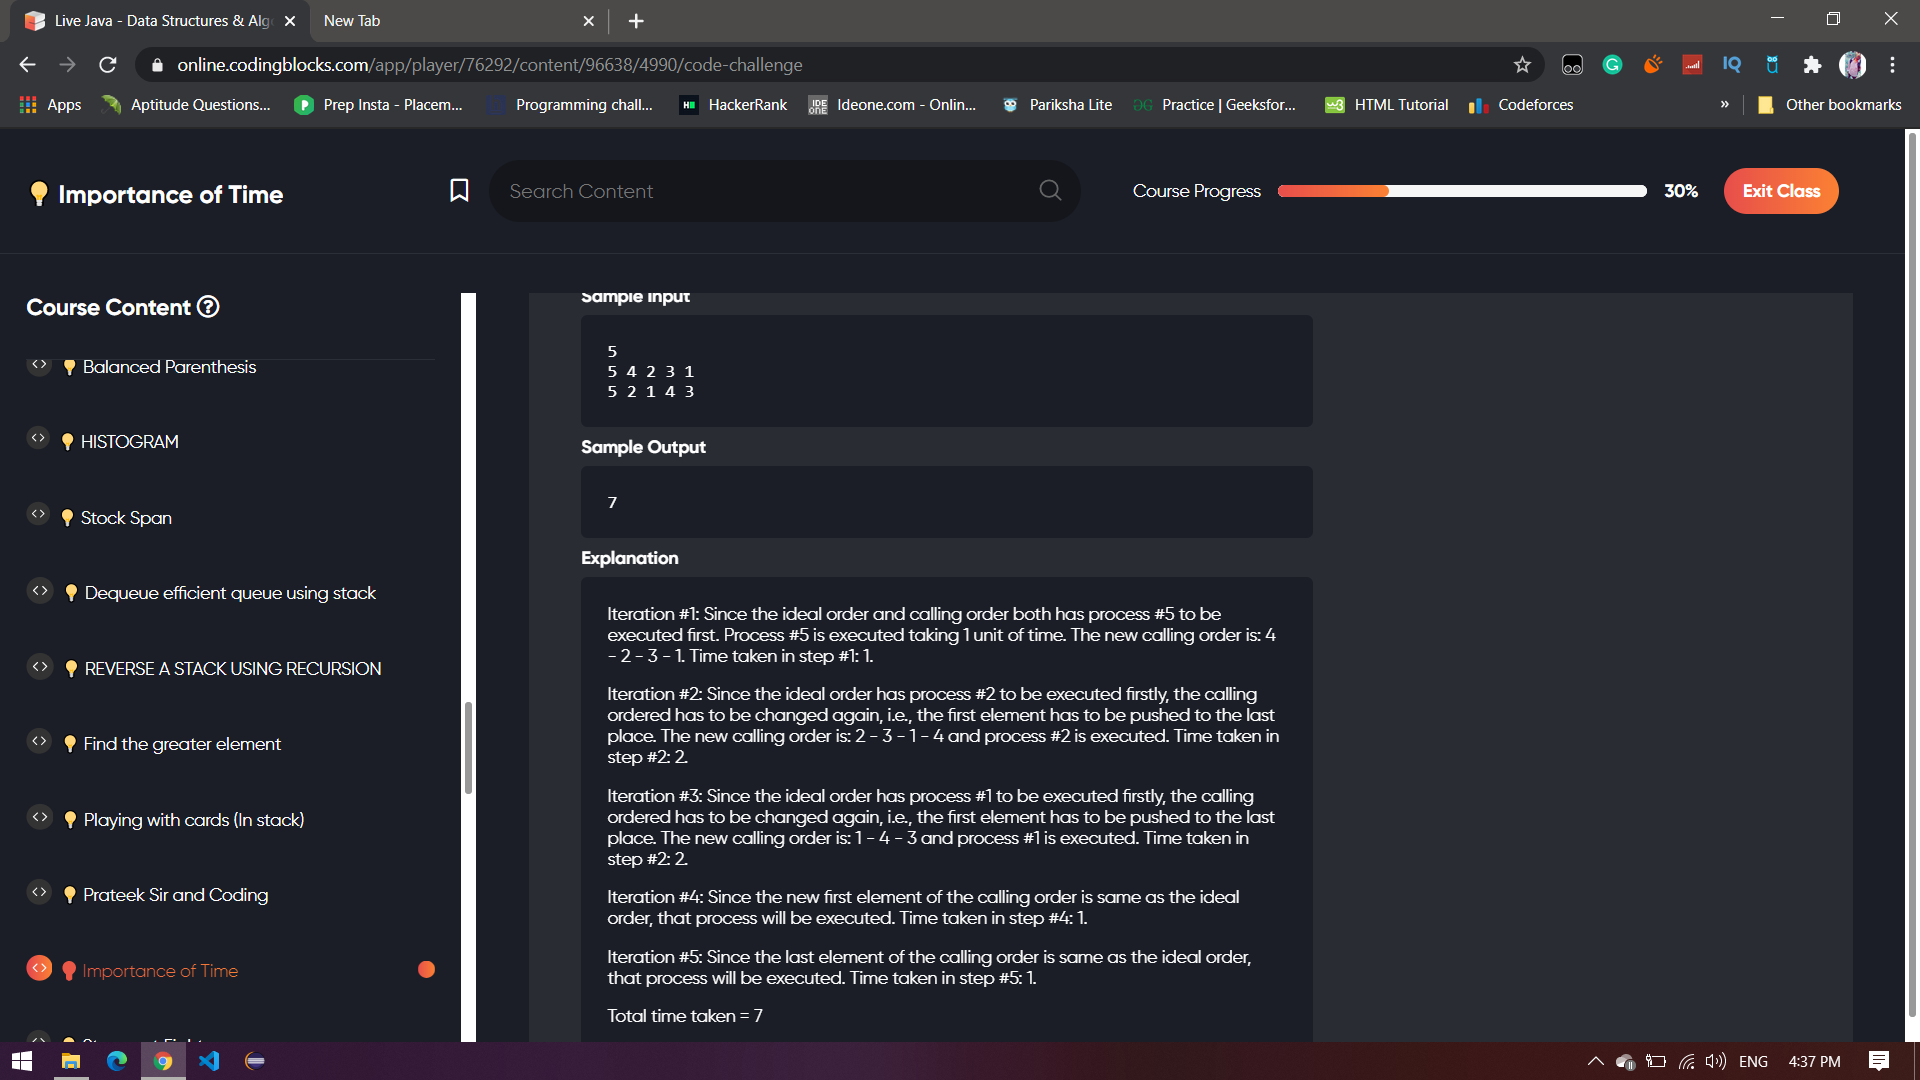 Live Java - Data Structures & Alg
New Tab
online.codingblocks.com/app/player/76292/content/96638/4990/code-challenge
Apps
Aptitude Questions...
Prep Insta - Placem...
Programming chall...
HackerRank
Ideone.com - Onlin...
Pariksha Lite
Practice | Geeksfor...
HTML Tutorial
Codeforces
»
Other bookmarks
Importance of Time
Search Content
Course Progress
30%
Exit Class
Course Content
Balanced Parenthesis
HISTOGRAM
Stock Span
Dequeue efficient queue using stack
REVERSE A STACK USING RECURSION
Find the greater element
Playing with cards (In stack)
Prateek Sir and Coding
Importance of Time
Sample Input
5
5 4 2 3 1
5 2 1 4 3
Sample Output
7
Explanation
Iteration #1: Since the ideal order and calling order both has process #5 to be
executed first. Process #5 is executed taking 1 unit of time. The new calling order is: 4
- 2 - 3 - 1. Time taken in step #1: 1.
Iteration #2: Since the ideal order has process #2 to be executed firstly, the calling
ordered has to be changed again, i.e., the first element has to be pushed to the last
place. The new calling order is: 2 - 3 - 1 - 4 and process #2 is executed. Time taken in
step #2: 2.
Iteration #3: Since the ideal order has process #1 to be executed firstly, the calling
ordered has to be changed again, i.e., the first element has to be pushed to the last
place. The new calling order is: 1 - 4 - 3 and process #1 is executed. Time taken in
step #2: 2.
Iteration #4: Since the new first element of the calling order is same as the ideal
order, that process will be executed. Time taken in step #4: 1.
Iteration #5: Since the last element of the calling order is same as the ideal order,
that process will be executed. Time taken in step #5: 1.
Total time taken = 7
ENG
4:37 PM